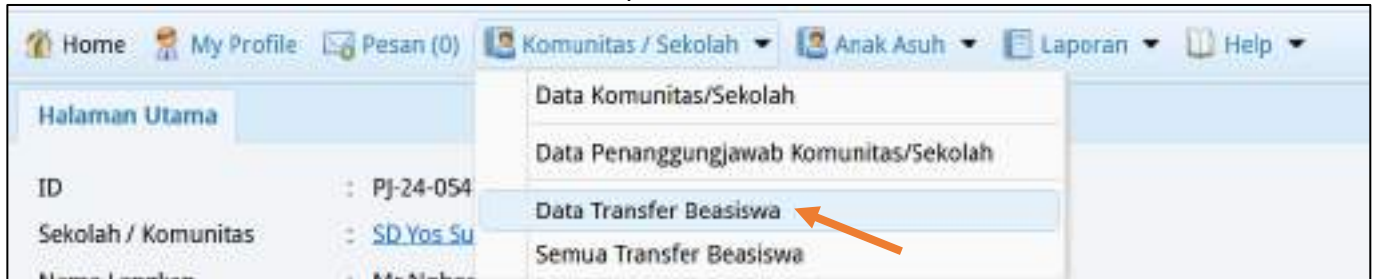 Home My Profile Pesan (0) Komunitas / Sekolah Anak Asuh Laporan Help
Halaman Utama
Data Komunitas/Sekolah
Data Penanggungjawab Komunitas/Sekolah
Data Transfer Beasiswa
Semua Transfer Beasiswa
ID : PJ-24-054
Sekolah / Komunitas : SD Yos Su